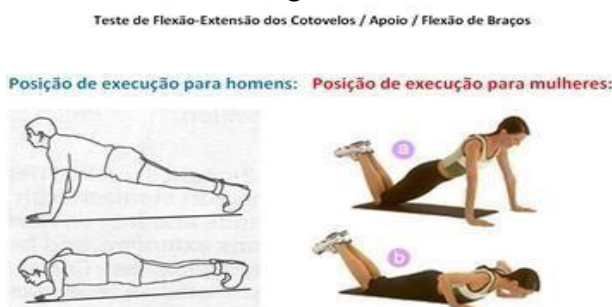 Teste de Flexão-Extensão dos Cotovelos / Apoio / Flexão de Braços
Posição de execução para homens: Posição de execução para mulheres:
a
b